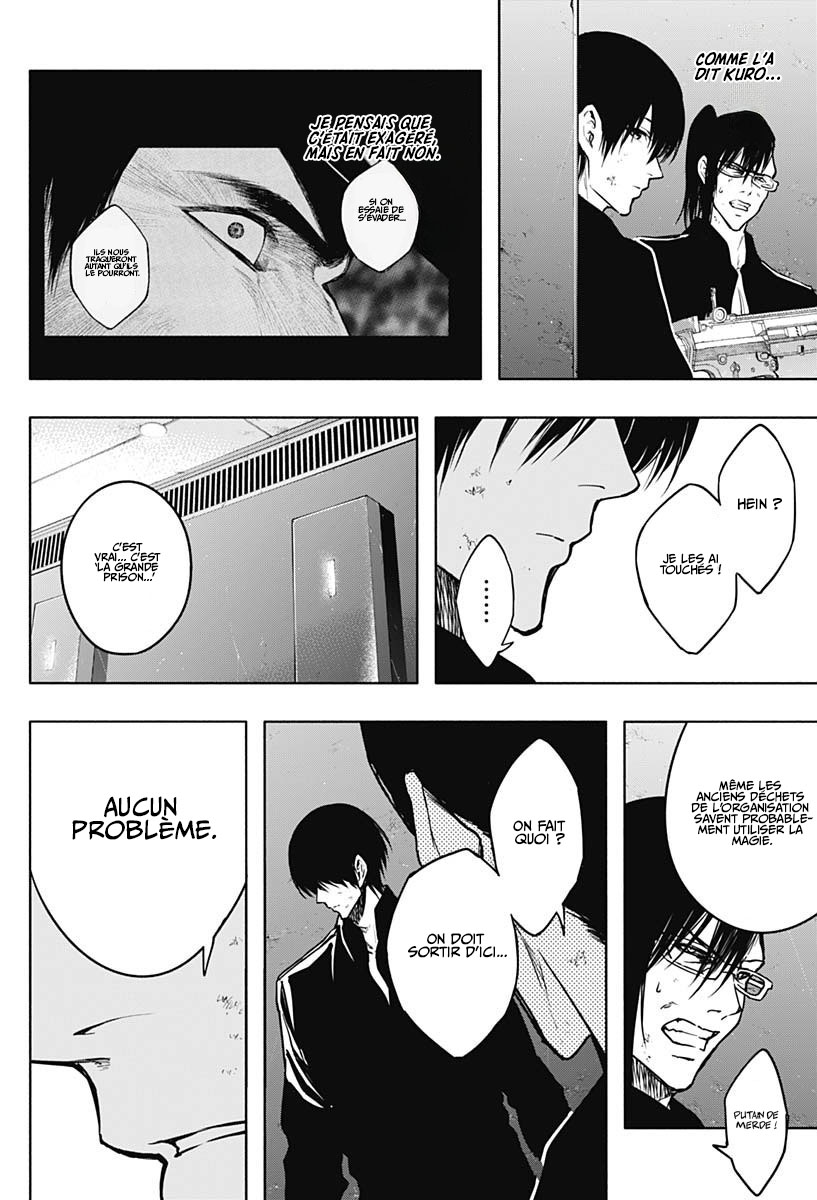 COMME L'A
DIT KURO...
JE PENSAIS QUE
C'ÉTAIT EXAGÉRÉ,
MAIS EN FAIT NON.
SI ON
ESSAIE DE
S'ÉVADER...
ILS NOUS
TRAQUERONT
AUTANT QU'ILS
LE POURRONT.
HEIN ?
JE LES AI
TOUCHÉS !
......
C'EST
VRAI... C'EST
'LA GRANDE
PRISON...'
MÊME LES
ANCIENS DÉCHETS
DE L'ORGANISATION
SAVENT PROBABLE-
MENT UTILISER LA
MAGIE.
PUTAIN DE
MERDE !
ON FAIT
QUOI ?
ON DOIT
SORTIR D'ICI...
AUCUN
PROBLÈME.